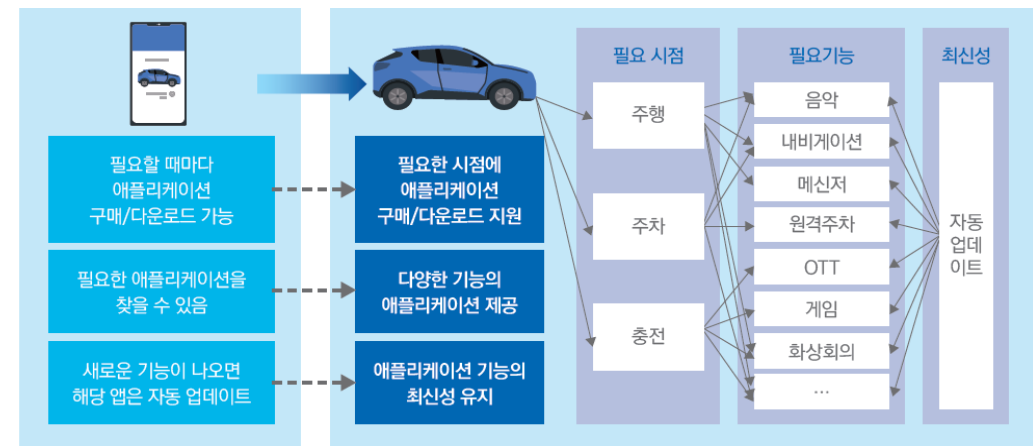 필요할 때마다
애플리케이션
구매/다운로드 가능
필요한 애플리케이션을
찾을 수 있음
새로운 기능이 나오면
해당 앱은 자동 업데이트
필요한 시점에
애플리케이션
구매/다운로드 지원
다양한 기능의
애플리케이션 제공
애플리케이션 기능의
최신성 유지
필요 시점
주행
주차
충전
필요기능
음악
내비게이션
메신저
원격주차
OTT
게임
화상회의
…
최신성
자동
업데
이트